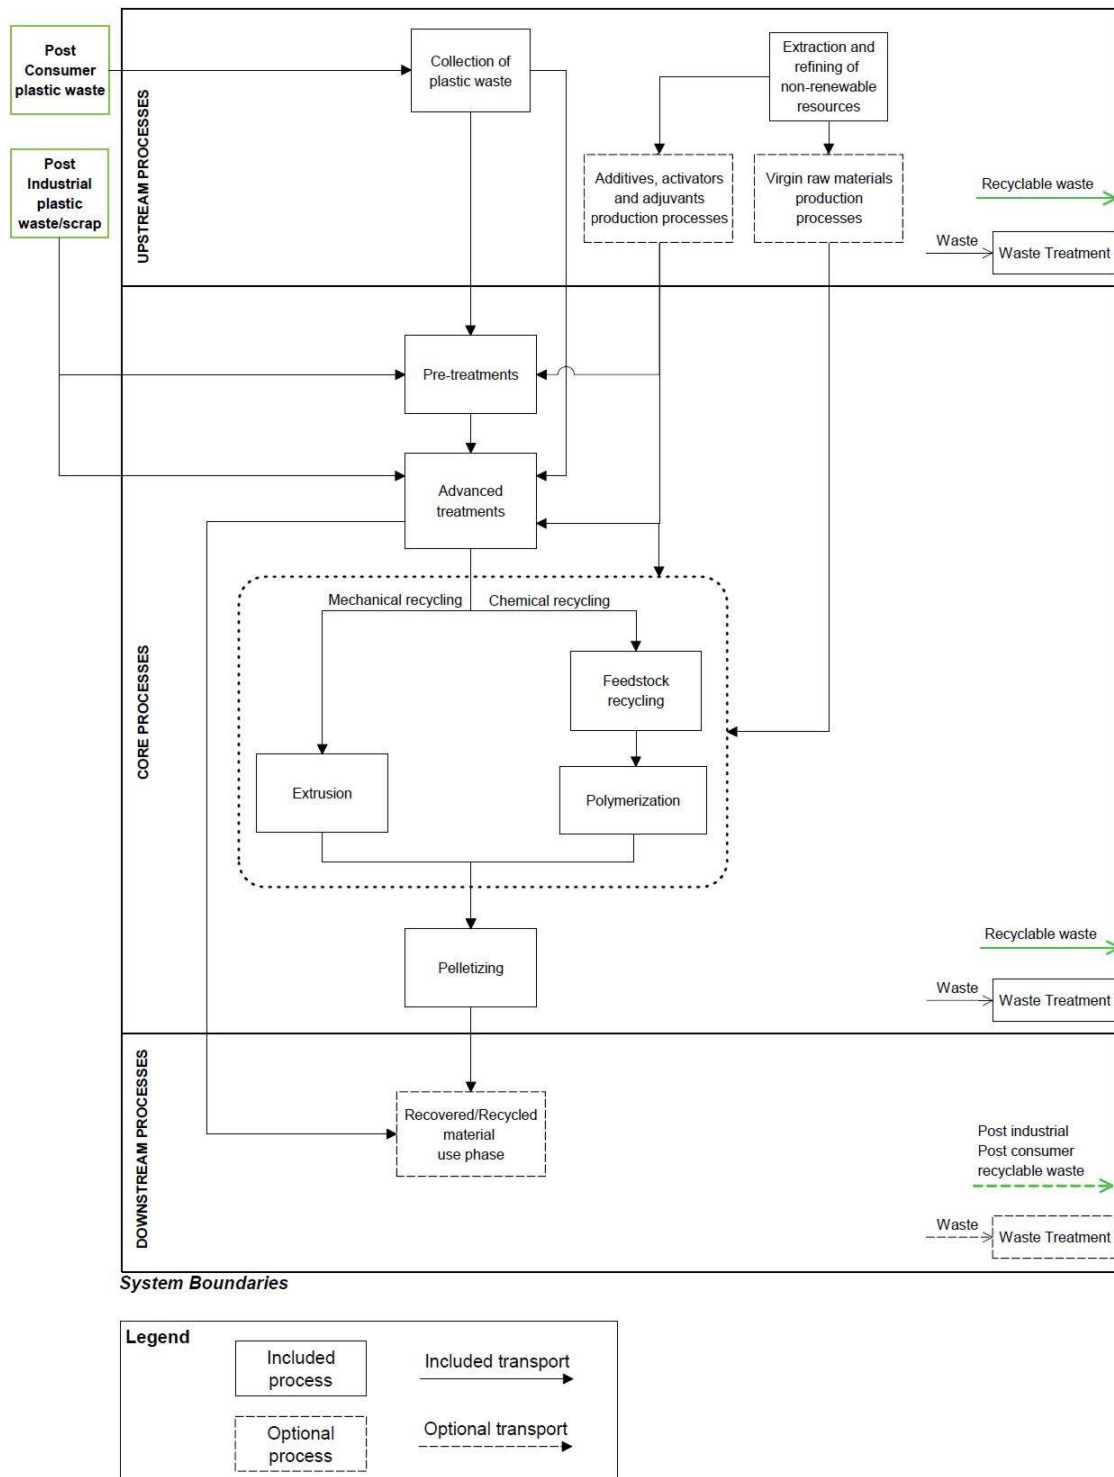 Post
Consumer
plastic waste
Post
Industrial
plastic
waste/scrap
UPSTREAM PROCESSES
Collection of
plastic waste
Extraction and
refining of
non-renewable
resources
Additives, activators
and adjuvants
production processes
Virgin raw materials
production
processes
Recyclable waste
Waste
Waste Treatment
CORE PROCESSES
Pre-treatments
Advanced
treatments
Mechanical recycling
Chemical recycling
Feedstock
recycling
Extrusion
Polymerization
Pelletizing
Recyclable waste
Waste
Waste Treatment
DOWNSTREAM PROCESSES
Recovered/Recycled
material
use phase
Post industrial
Post consumer
recyclable waste
Waste
Waste Treatment
System Boundaries
Legend
Included
process
Included transport
Optional
process
Optional transport